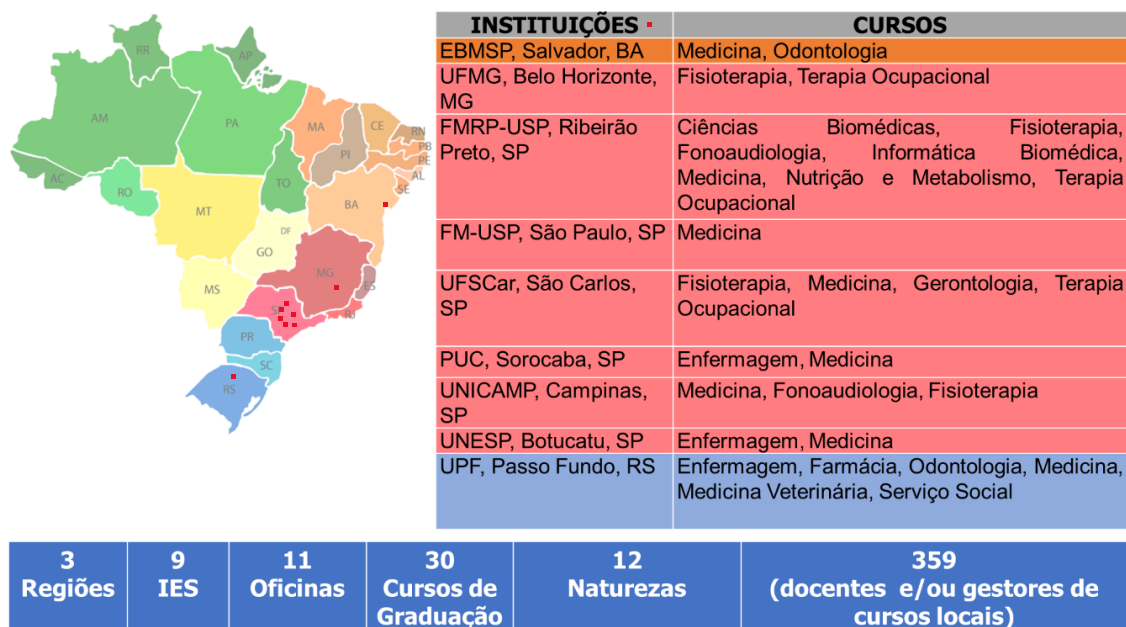 RR
AP
AM
PA
MA
CE
RN
PB
PE
AL
SE
PI
AC
RO
TO
MT
BA
DF
GO
MG
ES
MS
SP
RJ
PR
SC
RS
INSTITUIÇÕES CURSOS
EBMSP, Salvador, BA Medicina, Odontologia
UFMG, Belo Horizonte, Fisioterapia, Terapia Ocupacional
MG
FMRP-USP, Ribeirão Ciências Biomédicas, Fisioterapia,
Preto, SP Fonoaudiologia, Informática Biomédica,
Medicina, Nutrição e Metabolismo, Terapia
Ocupacional
FM-USP, São Paulo, SP Medicina
UFSCar, São Carlos, Fisioterapia, Medicina, Gerontologia, Terapia
SP Ocupacional
PUC, Sorocaba, SP Enfermagem, Medicina
UNICAMP, Campinas, Medicina, Fonoaudiologia, Fisioterapia
SP
UNESP, Botucatu, SP Enfermagem, Medicina
UPF, Passo Fundo, RS Enfermagem, Farmácia, Odontologia, Medicina,
Medicina Veterinária, Serviço Social
3 9 11 30 12 359
Regiões IES Oficinas Cursos de Naturezas (docentes e/ou gestores de
Graduação cursos locais)